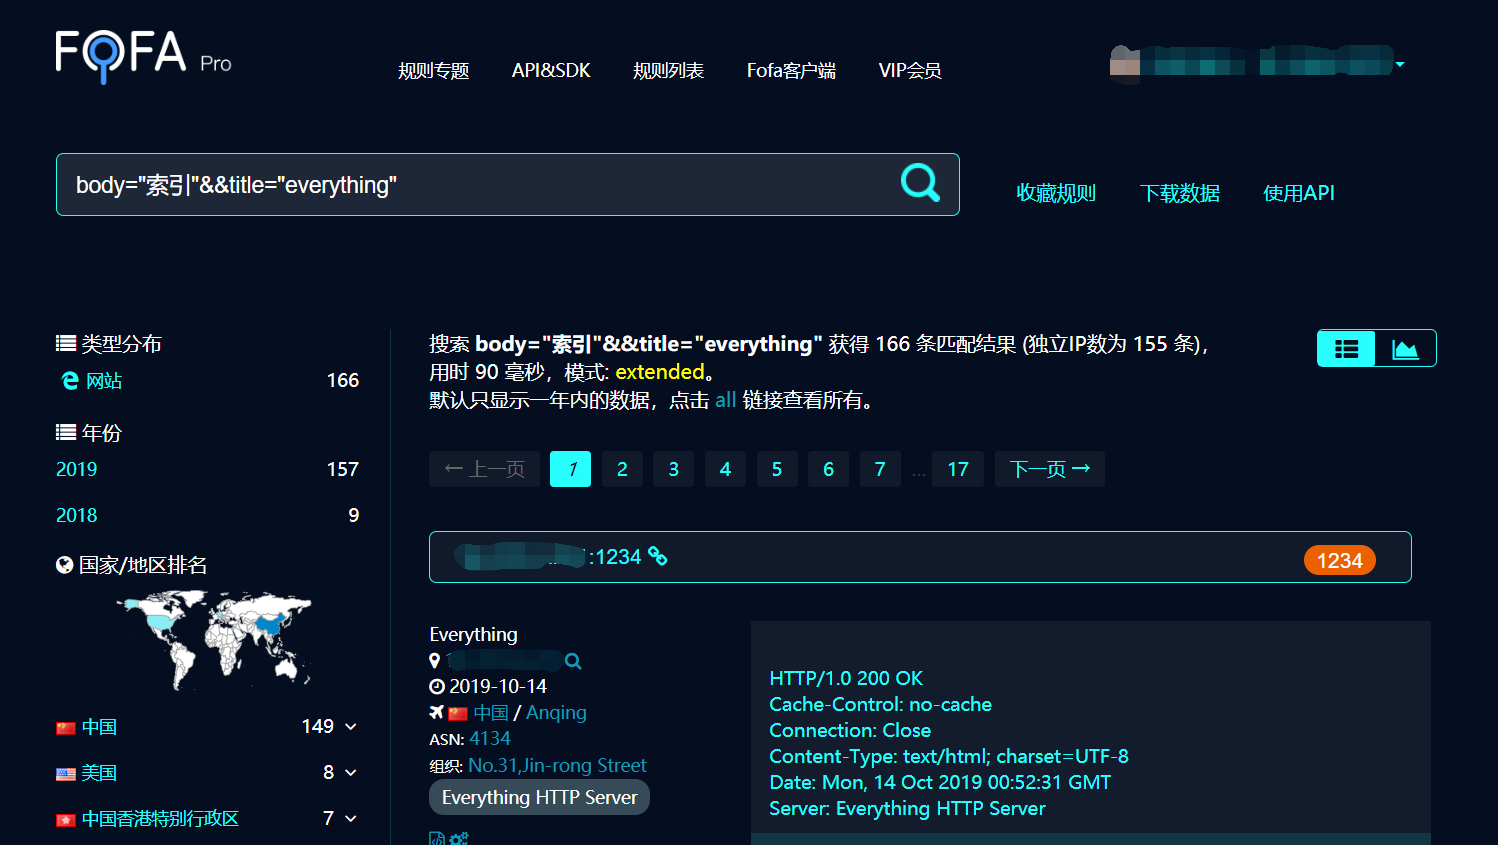 FOFA Pro
规则专题 API&SDK 规则列表 Fofa客户端 VIP会员
body="索引"&&title="everything"
收藏规则 下载数据 使用API
类型分布
网站 166
年份
2019 157
2018 9
国家/地区排名
中国 149
美国 8
中国香港特别行政区 7
搜索 body="索引"&&title="everything" 获得 166 条匹配结果 (独立IP数为 155 条),
用时 90 毫秒，模式: extended。
默认只显示一年内的数据，点击 all 链接查看所有。
← 上一页 1 2 3 4 5 6 7 ... 17 下一页 →
:1234 1234
Everything
2019-10-14
中国 / Anqing
ASN: 4134
组织: No.31,Jin-rong Street
Everything HTTP Server
HTTP/1.0 200 OK
Cache-Control: no-cache
Connection: Close
Content-Type: text/html; charset=UTF-8
Date: Mon, 14 Oct 2019 00:52:31 GMT
Server: Everything HTTP Server